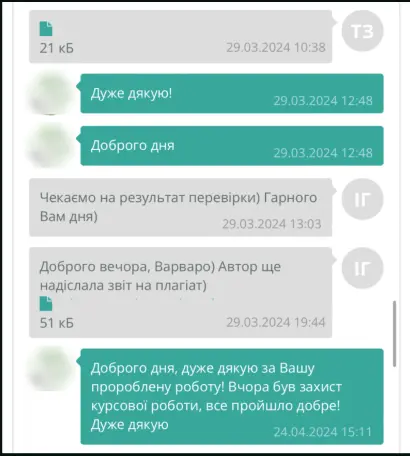 ТЗ
21 кБ
29.03.2024 10:38
Дуже дякую!
29.03.2024 12:48
Доброго дня
29.03.2024 12:48
ІГ
Чекаємо на результат перевірки) Гарного
Вам дня)
29.03.2024 13:03
ІГ
Доброго вечора, Варваро) Автор ще
надіслала звіт на плагіат)
51 кБ
29.03.2024 19:44
Доброго дня, дуже дякую за Вашу
пророблену роботу! Вчора був захист
курсової роботи, все пройшло добре!
Дуже дякую
24.04.2024 15:11